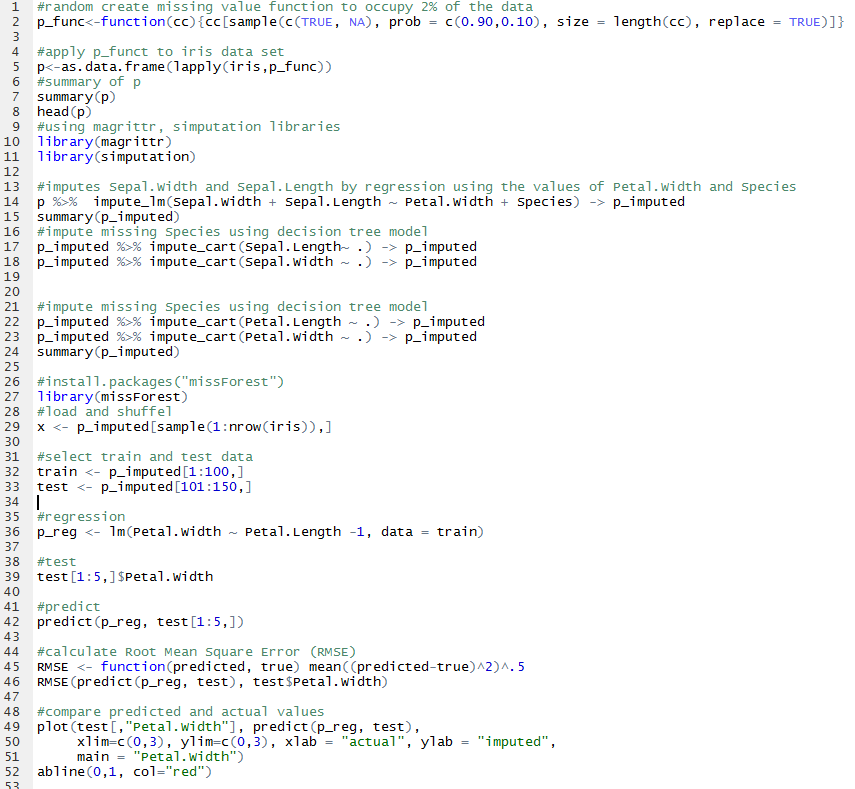 1 #random create missing value function to occupy 2% of the data
2 p_func<-function(cc){cc[sample(c(TRUE, NA), prob = c(0.90,0.10), size = length(cc), replace = TRUE)]}
3
4 #apply p_funct to iris data set
5 p<-as.data.frame(lapply(iris,p_func))
6 #summary of p
7 summary(p)
8 head(p)
9 #using magrittr, simputation libraries
10 library(magrittr)
11 library(simputation)
12
13 #imputes Sepal.Width and Sepal.Length by regression using the values of Petal.Width and Species
14 p %>%  impute_lm(Sepal.Width + Sepal.Length ~ Petal.Width + Species) -> p_imputed
15 summary(p_imputed)
16 #impute missing Species using decision tree model
17 p_imputed %>% impute_cart(Sepal.Length~ .) -> p_imputed
18 p_imputed %>% impute_cart(Sepal.Width ~ .) -> p_imputed
19
20
21 #impute missing Species using decision tree model
22 p_imputed %>% impute_cart(Petal.Length ~ .) -> p_imputed
23 p_imputed %>% impute_cart(Petal.Width ~ .) -> p_imputed
24 summary(p_imputed)
25
26 #install.packages("missForest")
27 library(missForest)
28 #load and shuffel
29 x <- p_imputed[sample(1:nrow(iris)),]
30
31 #select train and test data
32 train <- p_imputed[1:100,]
33 test <- p_imputed[101:150,]
34
35 #regression
36 p_reg <- lm(Petal.Width ~ Petal.Length -1, data = train)
37
38 #test
39 test[1:5,]$Petal.Width
40
41 #predict
42 predict(p_reg, test[1:5,])
43
44 #calculate Root Mean Square Error (RMSE)
45 RMSE <- function(predicted, true) mean((predicted-true)^2)^.5
46 RMSE(predict(p_reg, test), test$Petal.Width)
47
48 #compare predicted and actual values
49 plot(test[,"Petal.Width"], predict(p_reg, test),
50 xlim=c(0,3), ylim=c(0,3), xlab = "actual", ylab = "imputed",
51 main = "Petal.Width")
52 abline(0,1, col="red")
53